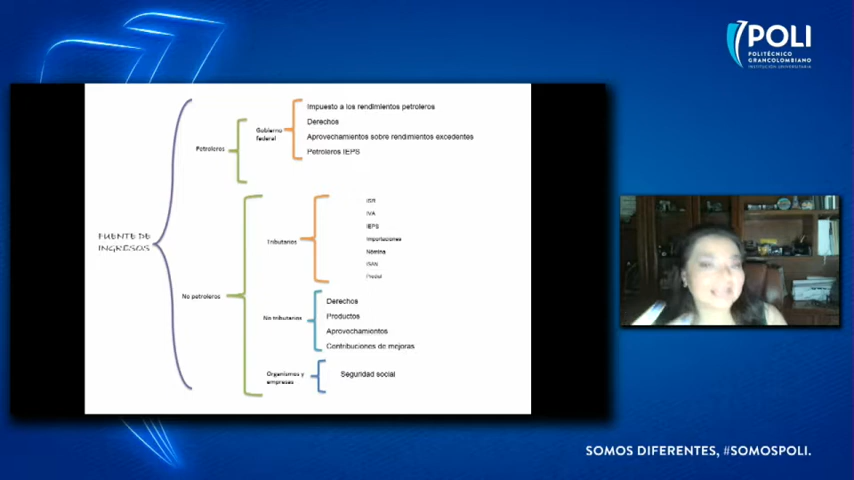 POLI
POLITÉCNICO
GRANCOLOMBIANO
INSTITUCIÓN UNIVERSITARIA
Impuesto a los rendimientos petroleros
Derechos
Aprovechamientos sobre rendimientos excedentes
Petroleros IEPS
Gobierno
federal
Petroleros
FUENTE DE
INGRESOS
ISR
IVA
IEPS
Importaciones
Nómina
ISAN
Predial
Tributarios
No petroleros
Derechos
Productos
Aprovechamientos
Contribuciones de mejoras
No tributarios
Organismos y
empresas
Seguridad social
SOMOS DIFERENTES, #SOMOSPOLI.